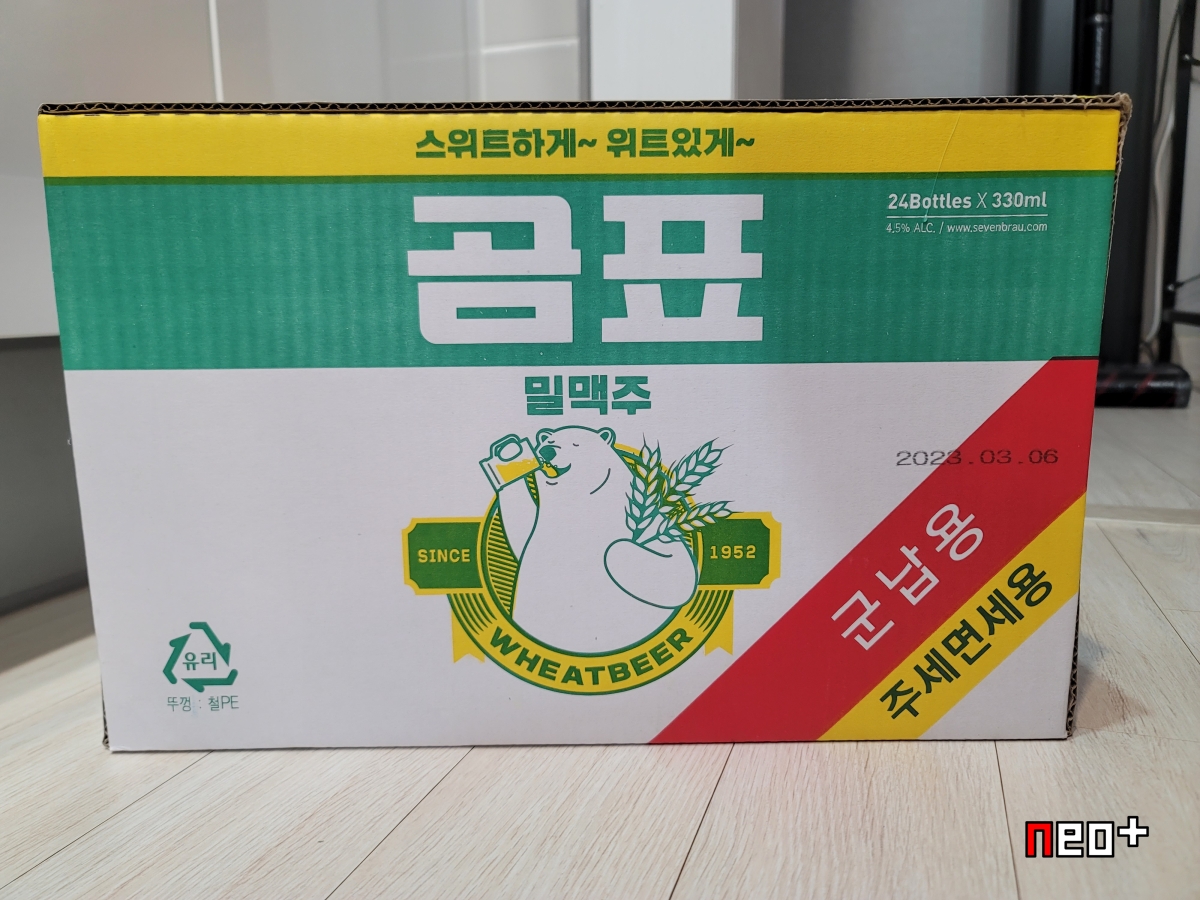 스위트하게~ 위트있게~
곰표
24Bottles X 330ml
4.5% ALC. / www.sevenbrau.com
밀맥주
2023.03.06
SINCE 1952
WHEATBEER
군납용
주세면세용
유리
뚜껑 : 철PE
neo+